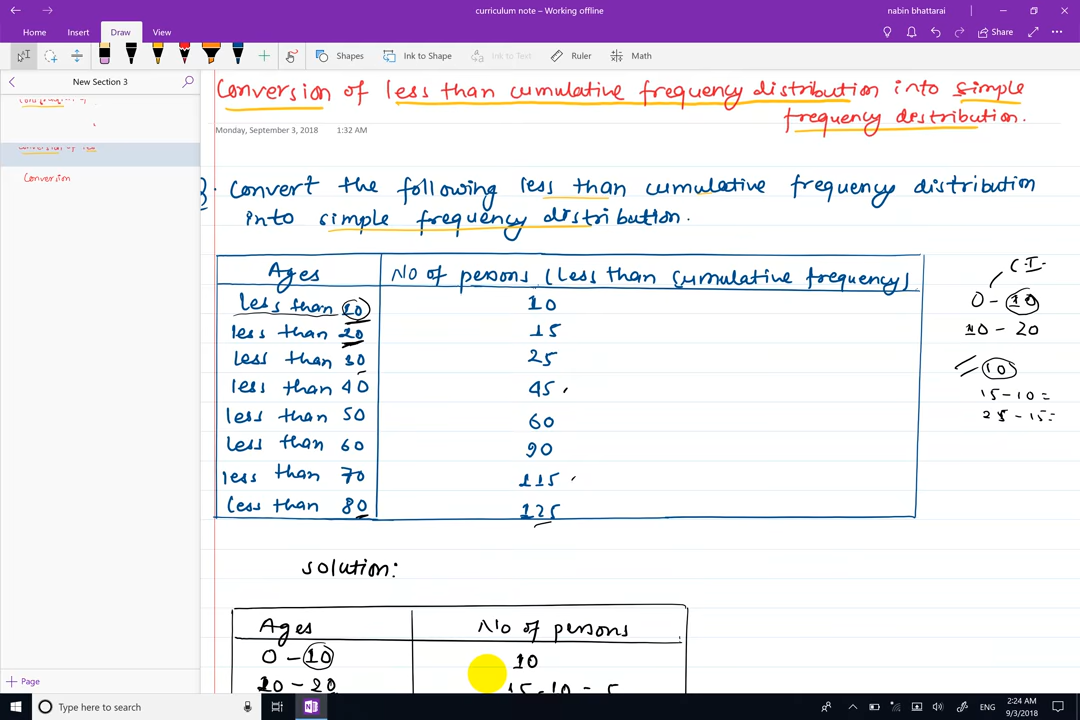 curriculum note – Working offline
nabin bhattarai
Home Insert Draw View
Share
Shapes Ink to Shape Ink to Text Ruler Math
New Section 3
Conversion of less than cumulative frequency distribution into simple
frequency destribution.
Monday, September 3, 2018 1:32 AM
Conversion
Q. Convert the following less than cumulative frequency distribution
into simple frequency distribution.
Ages No of persons (Less than cumulative frequency)
less than 10 10
less than 20 15
less than 30 25
less than 40 45
less than 50 60
less than 60 90
less than 70 115
less than 80 125
C.I.
0 - 10
10 - 20
10
15 - 10 =
25 - 15 =
solution:
Ages No of persons
0 - 10 10
10 - 20 15 - 10 = 5
+ Page
Type here to search
ENG
2:24 AM
9/3/2018